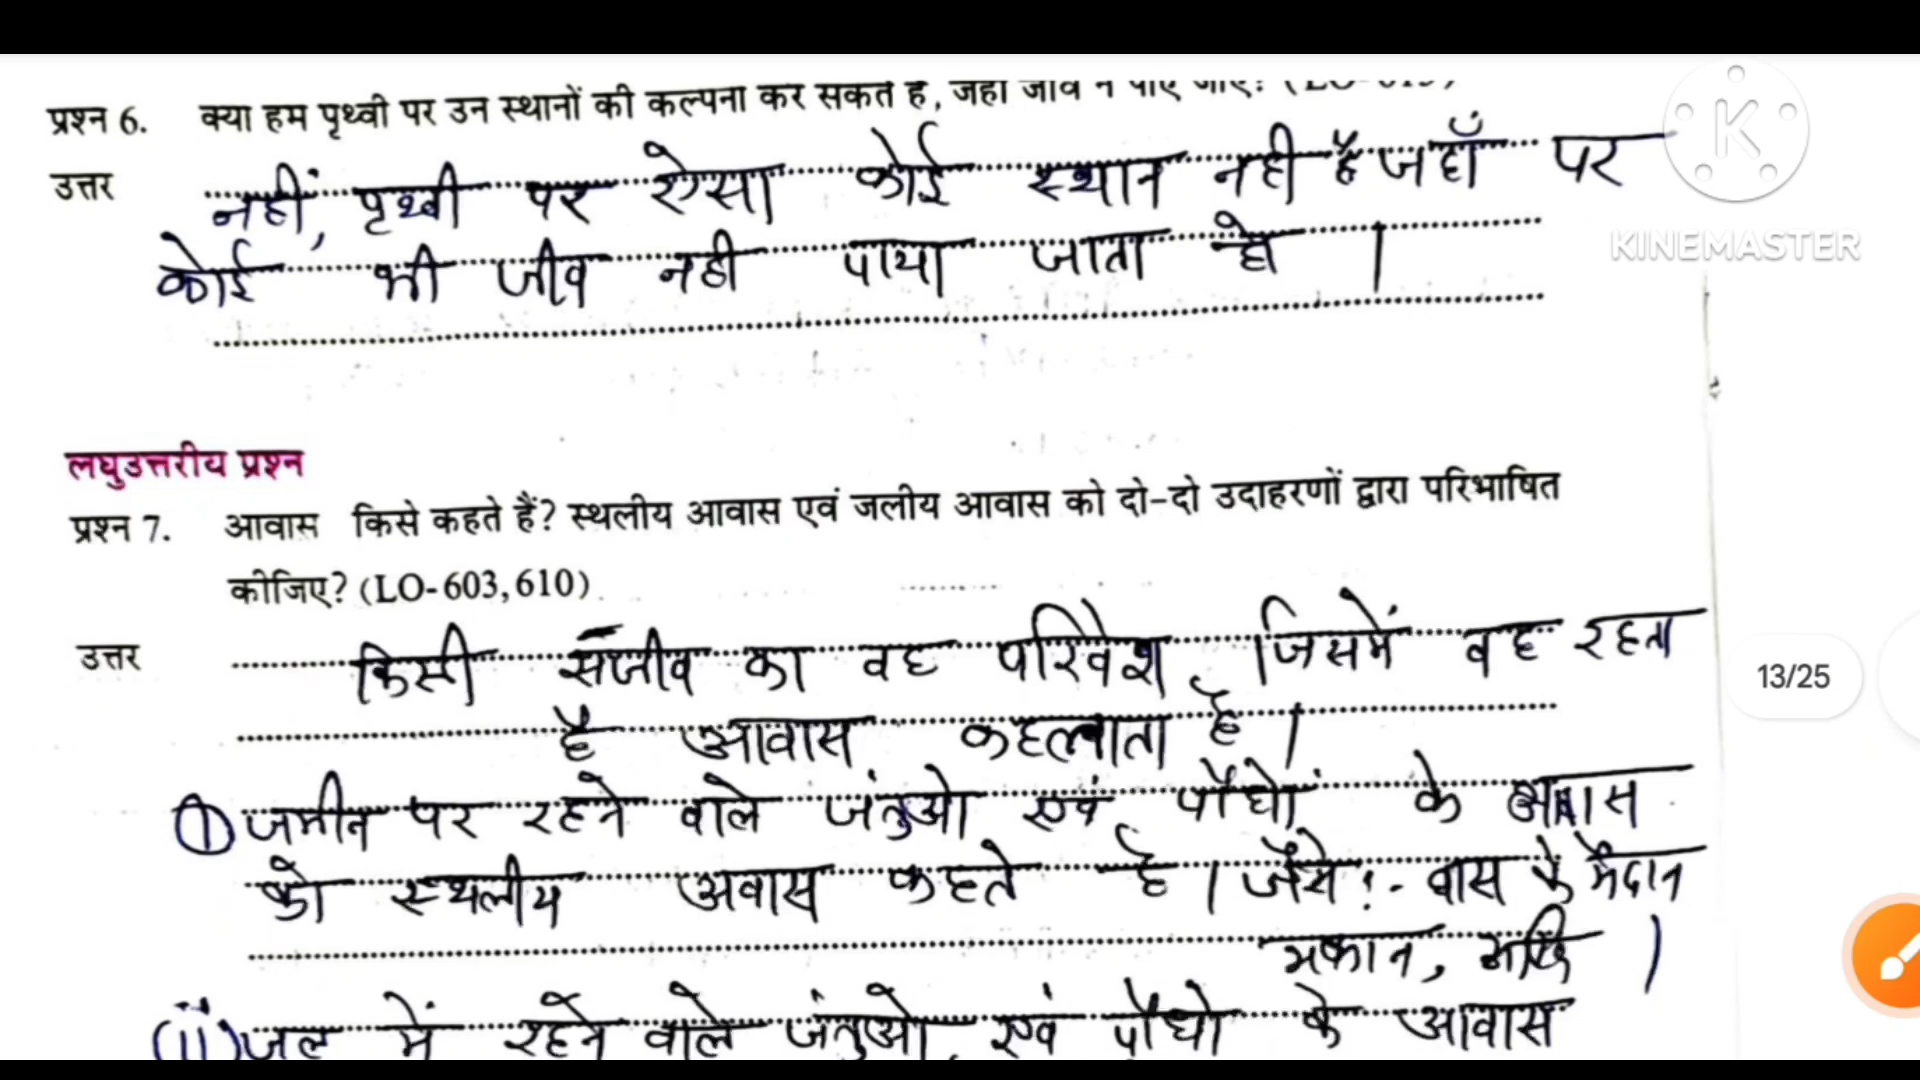 प्रश्न 6. क्या हम पृथ्वी पर उन स्थानों की कल्पना कर सकते हैं, जहाँ जीव न पाए जाए?
उत्तर नहीं, पृथ्वी पर ऐसा कोई स्थान नही है जहाँ पर
कोई भी जीव नही पाया जाता हो ।
KINEMASTER
लघुउत्तरीय प्रश्न
प्रश्न 7. आवास किसे कहते हैं? स्थलीय आवास एवं जलीय आवास को दो-दो उदाहरणों द्वारा परिभाषित
कीजिए? (LO-603,610)
उत्तर किसी सजीव का वह परिवेश जिसमें वह रहता
13/25
है आवास कहलाता है ।
(i) जमीन पर रहने वाले जंतुओ एवं पौधों के आवास
को स्थलीय अवास कहते है । जैसे :- घास के मैदान
मकान, आदि ।
(ii) जल में रहने वाले जंतुओ एवं पौधो के आवास